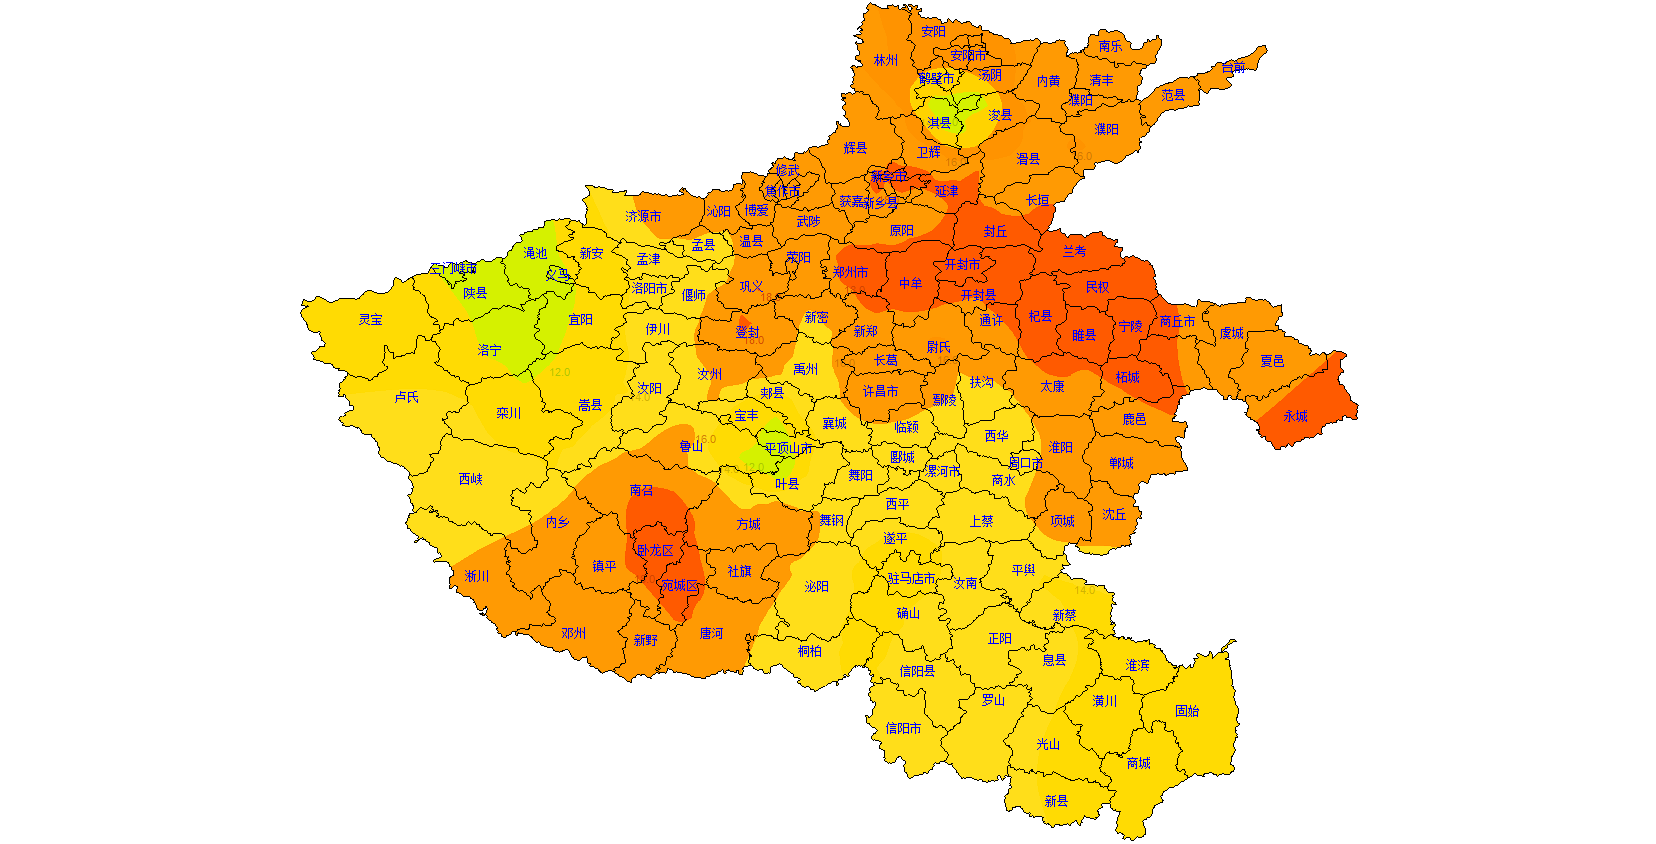 安阳
南乐
林州
安阳市
台前
鹤壁市
汤阴
内黄
清丰
濮阳
范县
淇县
浚县
濮阳
辉县
卫辉
16.0
滑县
16.0
修武
新乡市
焦作市
延津
获嘉
新乡县
长垣
济源市
沁阳
博爱
武陟
原阳
封丘
温县
孟县
兰考
渑池
新安
孟津
荥阳
开封市
三门峡市
义马
郑州市
中牟
民权
陕县
洛阳市
偃师
巩义
18.0
18.0
开封县
灵宝
宜阳
伊川
登封
18.0
新密
新郑
通许
杞县
睢县
宁陵
商丘市
虞城
洛宁
尉氏
长葛
夏邑
12.0
汝阳
汝州
禹州
柘城
卢氏
栾川
嵩县
14.0
郏县
许昌市
鄢陵
扶沟
太康
宝丰
襄城
临颍
鹿邑
永城
鲁山
16.0
平顶山市
西华
淮阳
12.0
郾城
周口市
郸城
西峡
南召
叶县
舞阳
漯河市
商水
内乡
方城
舞钢
西平
上蔡
项城
沈丘
卧龙区
遂平
淅川
镇平
宛城区
社旗
泌阳
驻马店市
汝南
平舆
14.0
确山
新蔡
邓州
新野
唐河
桐柏
正阳
息县
淮滨
信阳县
罗山
潢川
固始
信阳市
光山
商城
新县